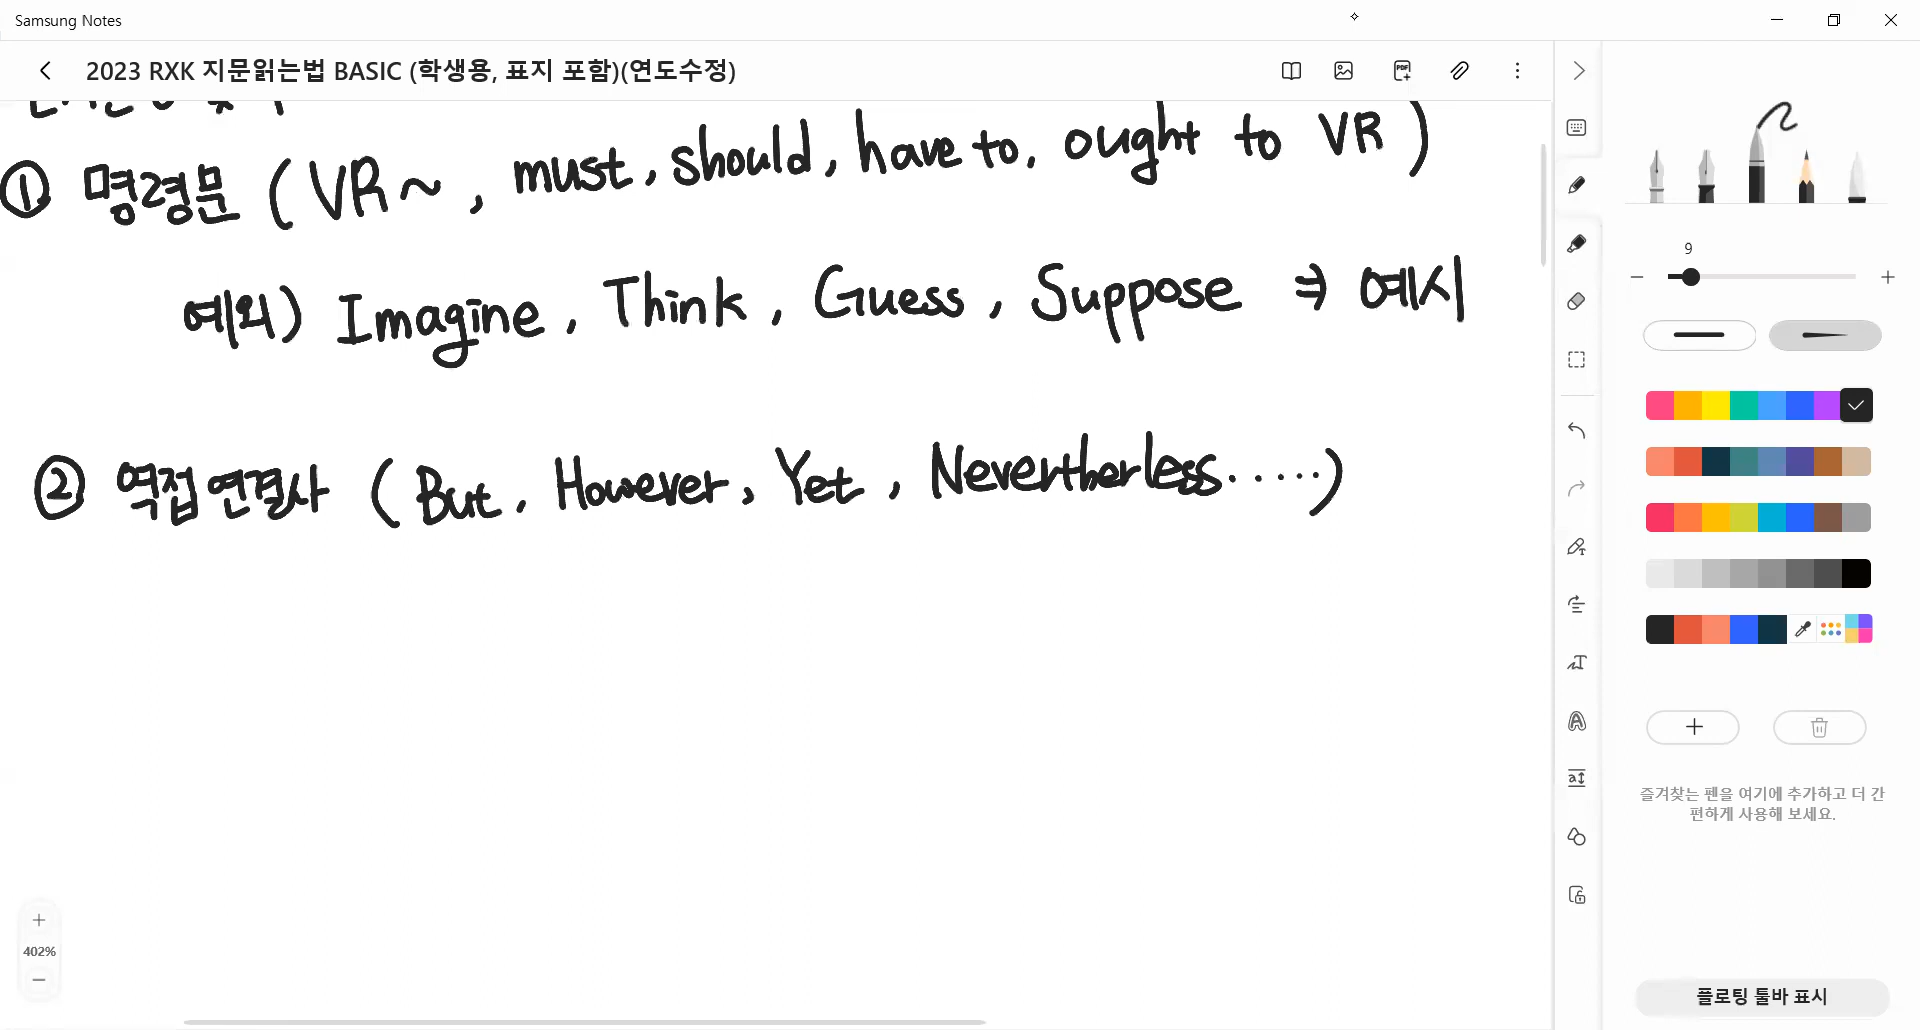 Samsung Notes
2023 RXK 지문읽는법 BASIC (학생용, 표지 포함)(연도수정)
① 명령문 (VR~, must, should, have to, ought to VR)
예외) Imagine, Think, Guess, Suppose ⇒ 예시
② 역접연결사 (But, However, Yet, Nevertherless.....)
9
402%
즐겨찾는 펜을 여기에 추가하고 더 간
편하게 사용해 보세요.
플로팅 툴바 표시